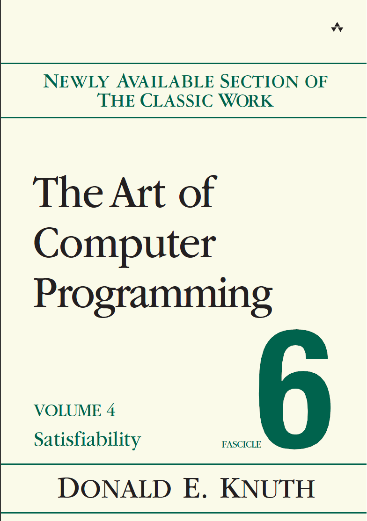 NEWLY AVAILABLE SECTION OF
THE CLASSIC WORK
The Art of
Computer
Programming
VOLUME 4
Satisfiability
FASCICLE 6
DONALD E. KNUTH